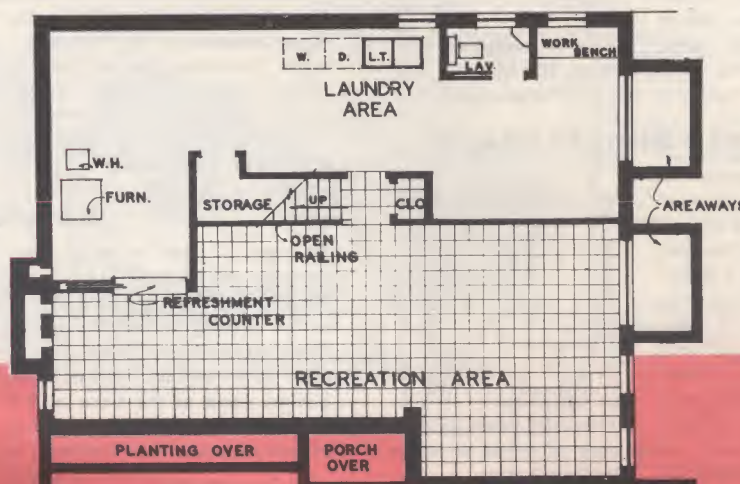 WORK
BENCH
W. D. L.T.
LAV.
LAUNDRY
AREA
W.H.
FURN.
STORAGE
UP
CLO
AREAWAYS
OPEN
RAILING
REFRESHMENT
COUNTER
RECREATION AREA
PLANTING OVER
PORCH
OVER